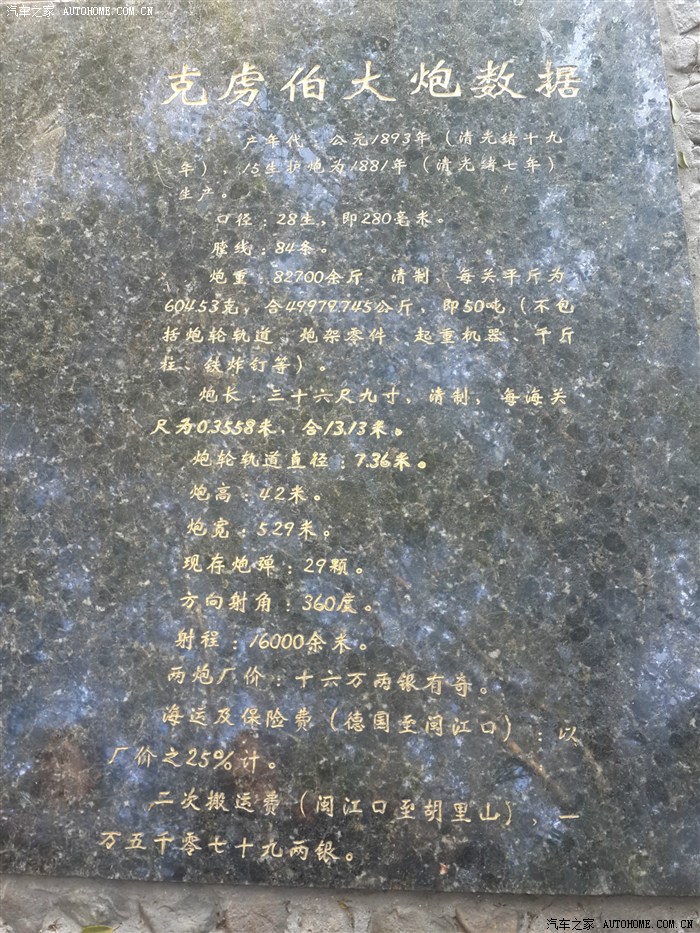 汽车之家 AUTOHOME.COM.CN
克虏伯大炮数据
产年代：公元1893年（清光绪十九
年），15生护炮为1881年（清光绪七年）
生产。
口径：28生，即280毫米。
膛线：84条。
炮重：82700余斤 清制，每关平斤为
604.53克，合49979.745公斤，即50吨（不包
括炮轮轨道 炮架零件、起重机器、千斤
柱、铁炸钉等）。
炮长：三十六尺九寸，清制，每海关
尺为0.3558米，合13.13米。
炮轮轨道直径：7.36米。
炮高：4.2米。
炮宽：5.29米。
现存炮弹：29颗。
方向射角：360度。
射程：16000余米。
两炮厂价：十六万两银有奇。
海运及保险费（德国至闽江口）：以
厂价之25%计。
二次搬运费（闽江口至胡里山），一
万五千零七十九两银。
汽车之家 AUTOHOME.COM.CN